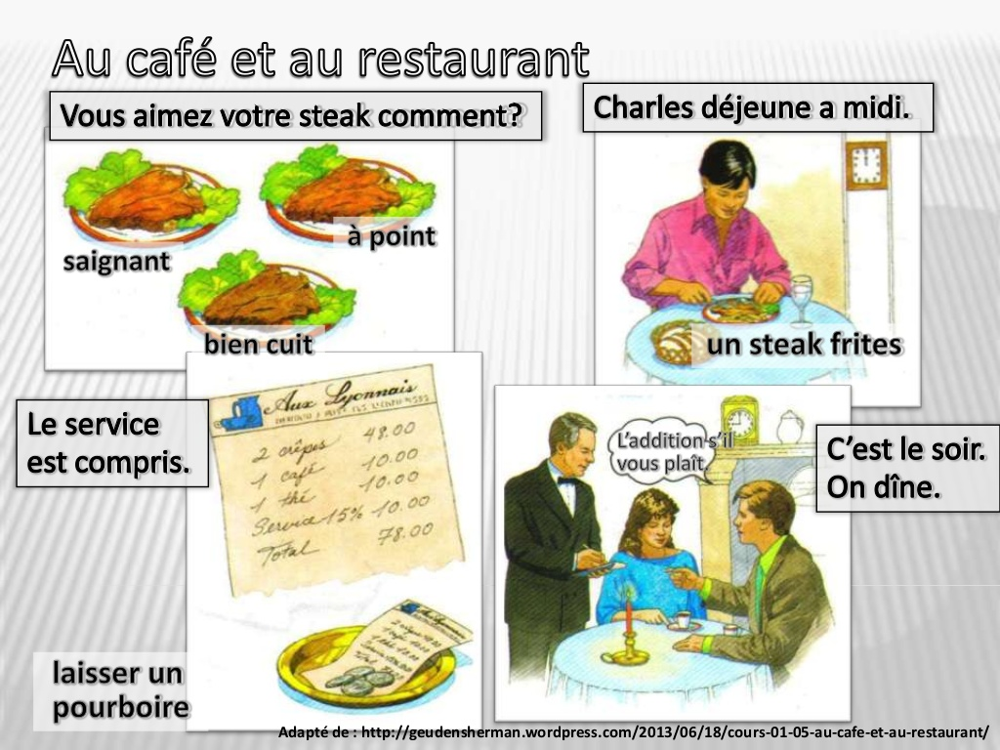 Au café et au restaurant
Vous aimez votre steak comment?
Charles déjeune a midi.
saignant
à point
bien cuit
un steak frites
Le service
est compris.
Aux Lyonnais
2 crêpes 48.00
1 café 10.00
1 thé 10.00
Service 15% 10.00
Total 78.00
L'addition s'il
vous plaît.
C'est le soir.
On dîne.
laisser un
pourboire
Adapté de : http://geudensherman.wordpress.com/2013/06/18/cours-01-05-au-cafe-et-au-restaurant/